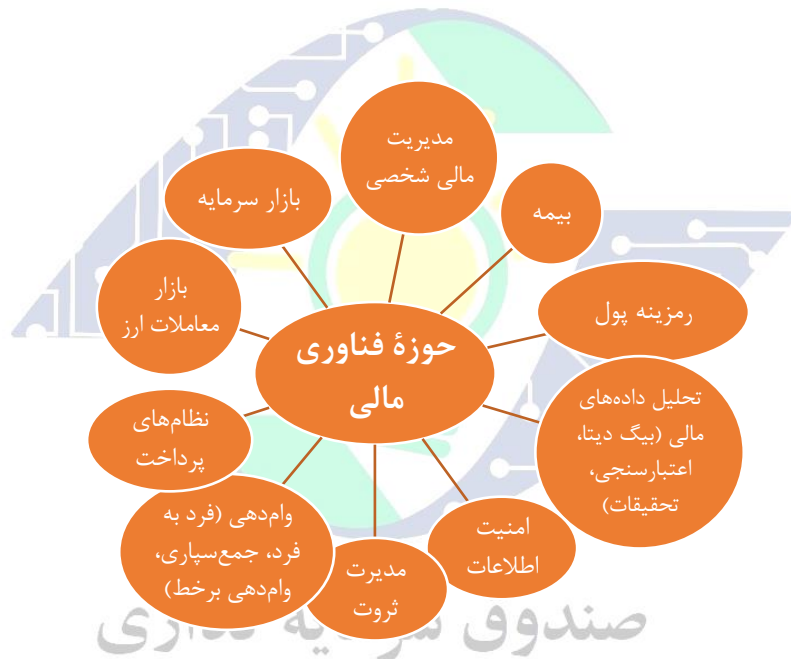 مدیریت
مالی شخصی
بیمه
رمزینه پول
تحلیل داده‌های
مالی (بیگ دیتا،
اعتبارسنجی،
تحقیقات)
امنیت
اطلاعات
مدیرت
ثروت
وام‌دهی (فرد به
فرد، جمع‌سپاری،
وام‌دهی برخط)
نظام‌های
پرداخت
بازار
معاملات ارز
بازار سرمایه
حوزهٔ فناوری
مالی
صندوق